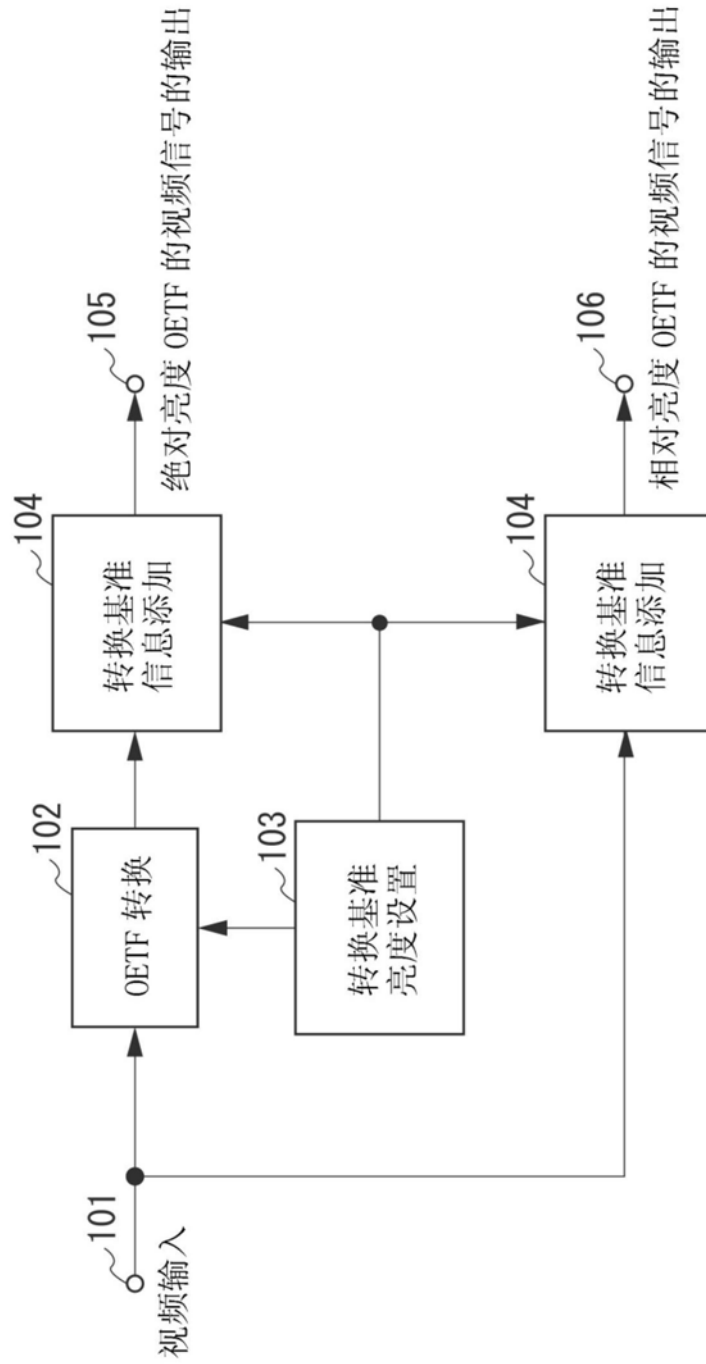 101
视频输入
102
OETF 转换
103
转换基准
亮度设置
104
转换基准
信息添加
105
绝对亮度 OETF 的视频信号的输出
104
转换基准
信息添加
106
相对亮度 OETF 的视频信号的输出